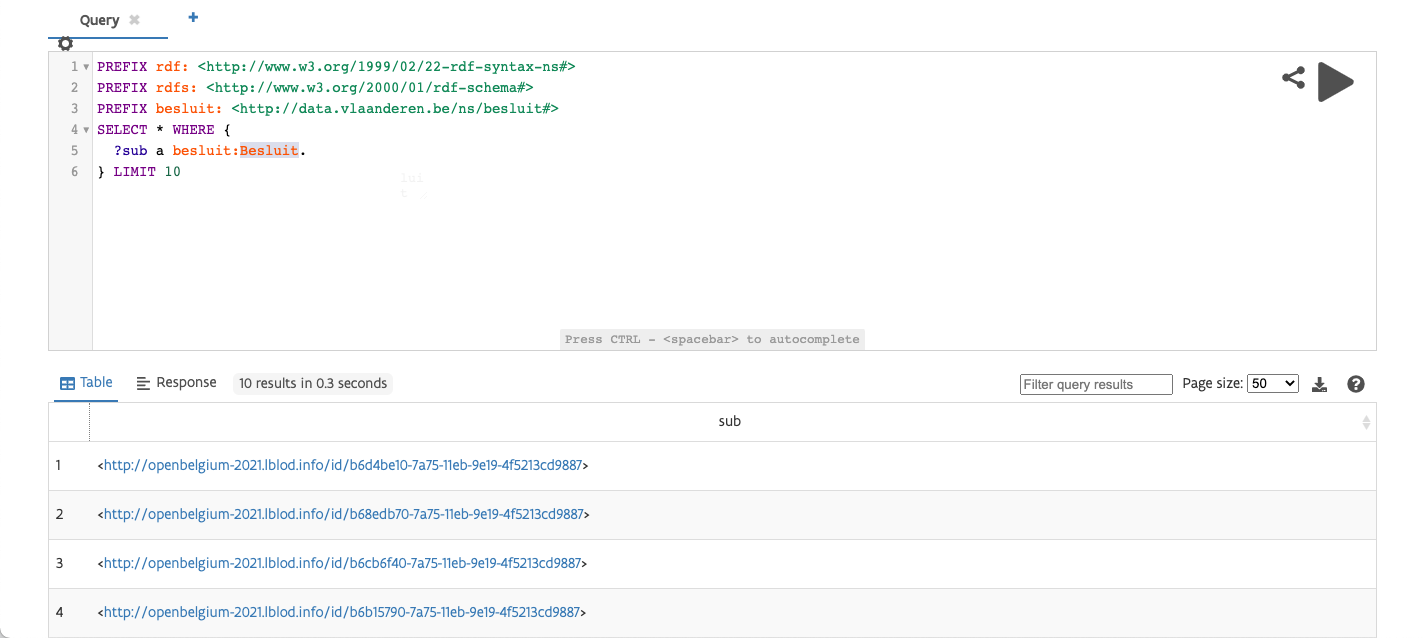 Query
1 PREFIX rdf: <http://www.w3.org/1999/02/22-rdf-syntax-ns#>
2 PREFIX rdfs: <http://www.w3.org/2000/01/rdf-schema#>
3 PREFIX besluit: <http://data.vlaanderen.be/ns/besluit#>
4 SELECT * WHERE {
5 ?sub a besluit:Besluit.
6 } LIMIT 10
Press CTRL - <spacebar> to autocomplete
Table Response 10 results in 0.3 seconds Filter query results Page size: 50
sub
1 <http://openbelgium-2021.lblod.info/id/b6d4be10-7a75-11eb-9e19-4f5213cd9887>
2 <http://openbelgium-2021.lblod.info/id/b68edb70-7a75-11eb-9e19-4f5213cd9887>
3 <http://openbelgium-2021.lblod.info/id/b6cb6f40-7a75-11eb-9e19-4f5213cd9887>
4 <http://openbelgium-2021.lblod.info/id/b6b15790-7a75-11eb-9e19-4f5213cd9887>